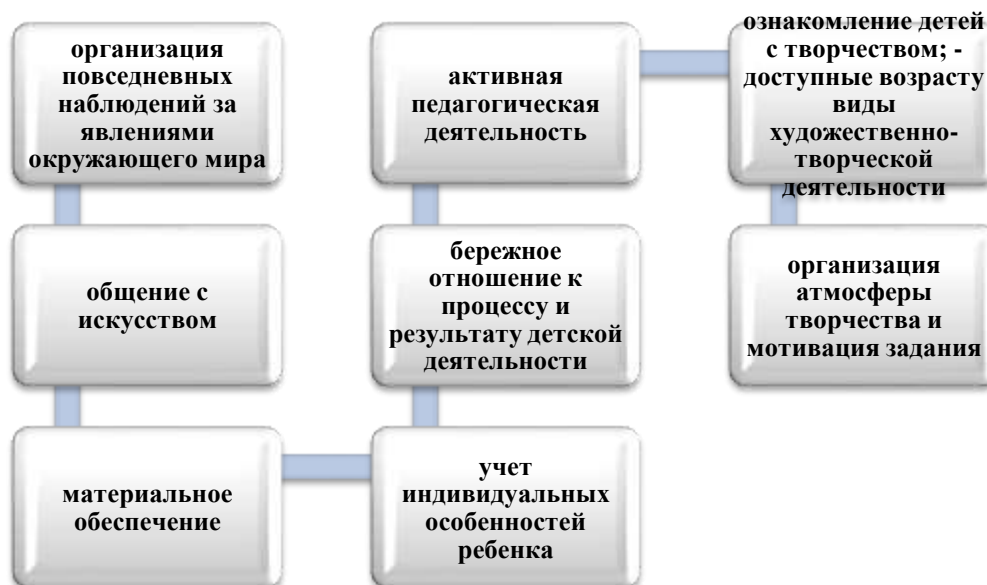 организация
повседневных
наблюдений за
явлениями
окружающего мира
общение с
искусством
материальное
обеспечение
учет
индивидуальных
особенностей
ребенка
бережное
отношение к
процессу и
результату детской
деятельности
активная
педагогическая
деятельность
ознакомление детей
с творчеством; -
доступные возрасту
виды
художественно-
творческой
деятельности
организация
атмосферы
творчества и
мотивация задания